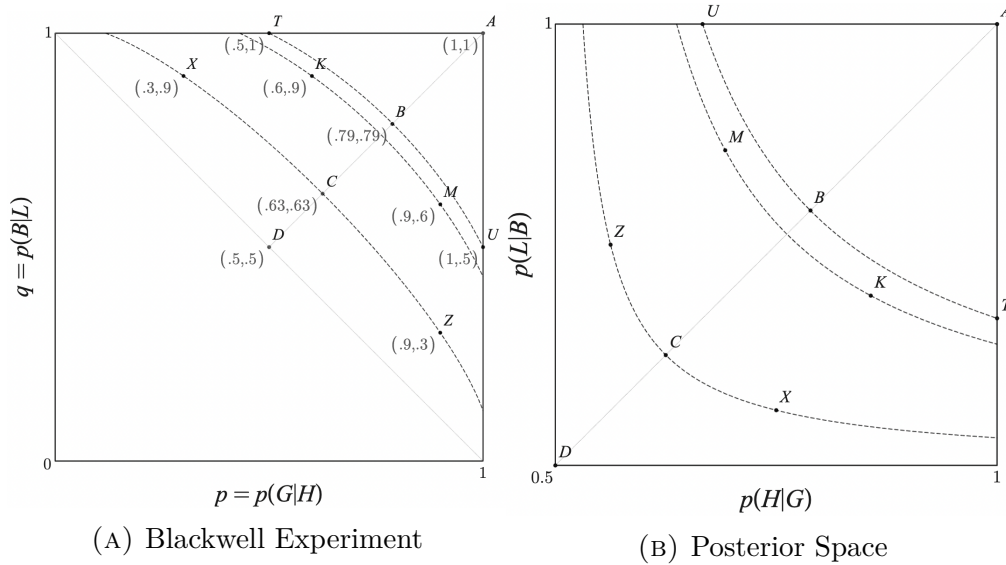 1
T
A
(.5,1)
(1,1)
X
(.3,.9)
K
(.6,.9)
B
(.79,.79)
C
(.63,.63)
M
(.9,.6)
D
(.5,.5)
U
(1,.5)
Z
(.9,.3)
q = p(B|L)
0
1
p = p(G|H)
(A) Blackwell Experiment
1
U
A
M
Z
B
K
T
C
X
D
p(L|B)
0.5
1
p(H|G)
(B) Posterior Space